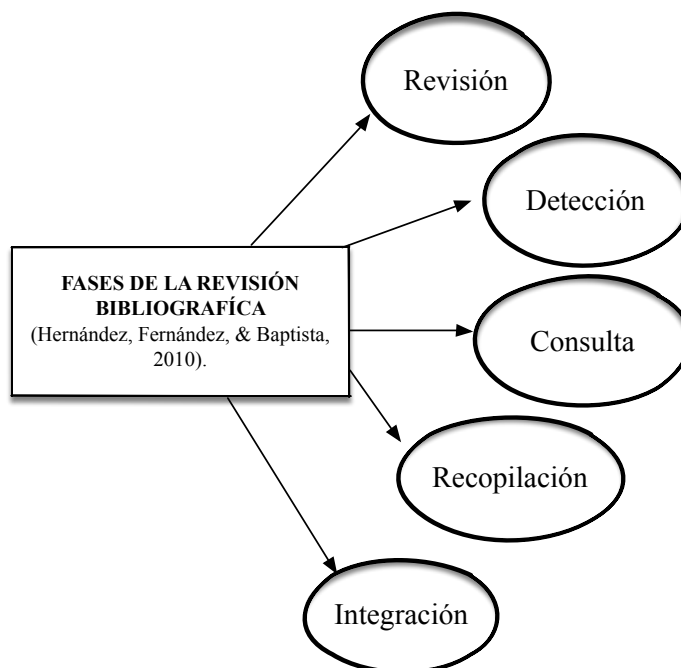 Revisión
Detección
FASES DE LA REVISIÓN
BIBLIOGRAFÍCA
(Hernández, Fernández, & Baptista,
2010).
Consulta
Recopilación
Integración